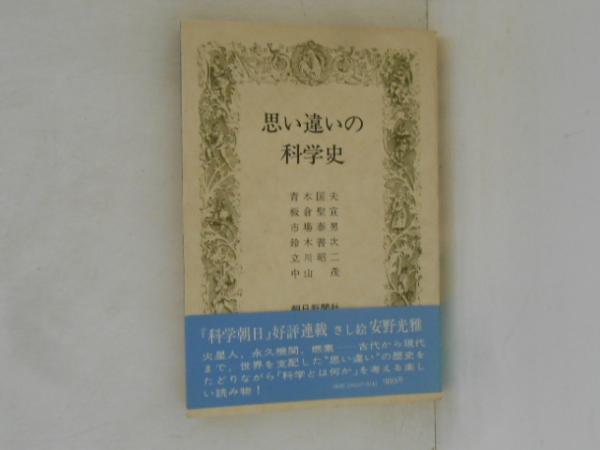 思い違いの
科学史
青木国夫
板倉聖宣
市場泰男
鈴木善次
立川昭二
中山 茂
朝日新聞社
『科学朝日』好評連載 さし絵 安野光雅
火星人、永久機関、燃素——古代から現代
まで、世界を支配した"思い違い"の歴史を
たどりながら「科学とは何か」を考える楽し
い読み物！